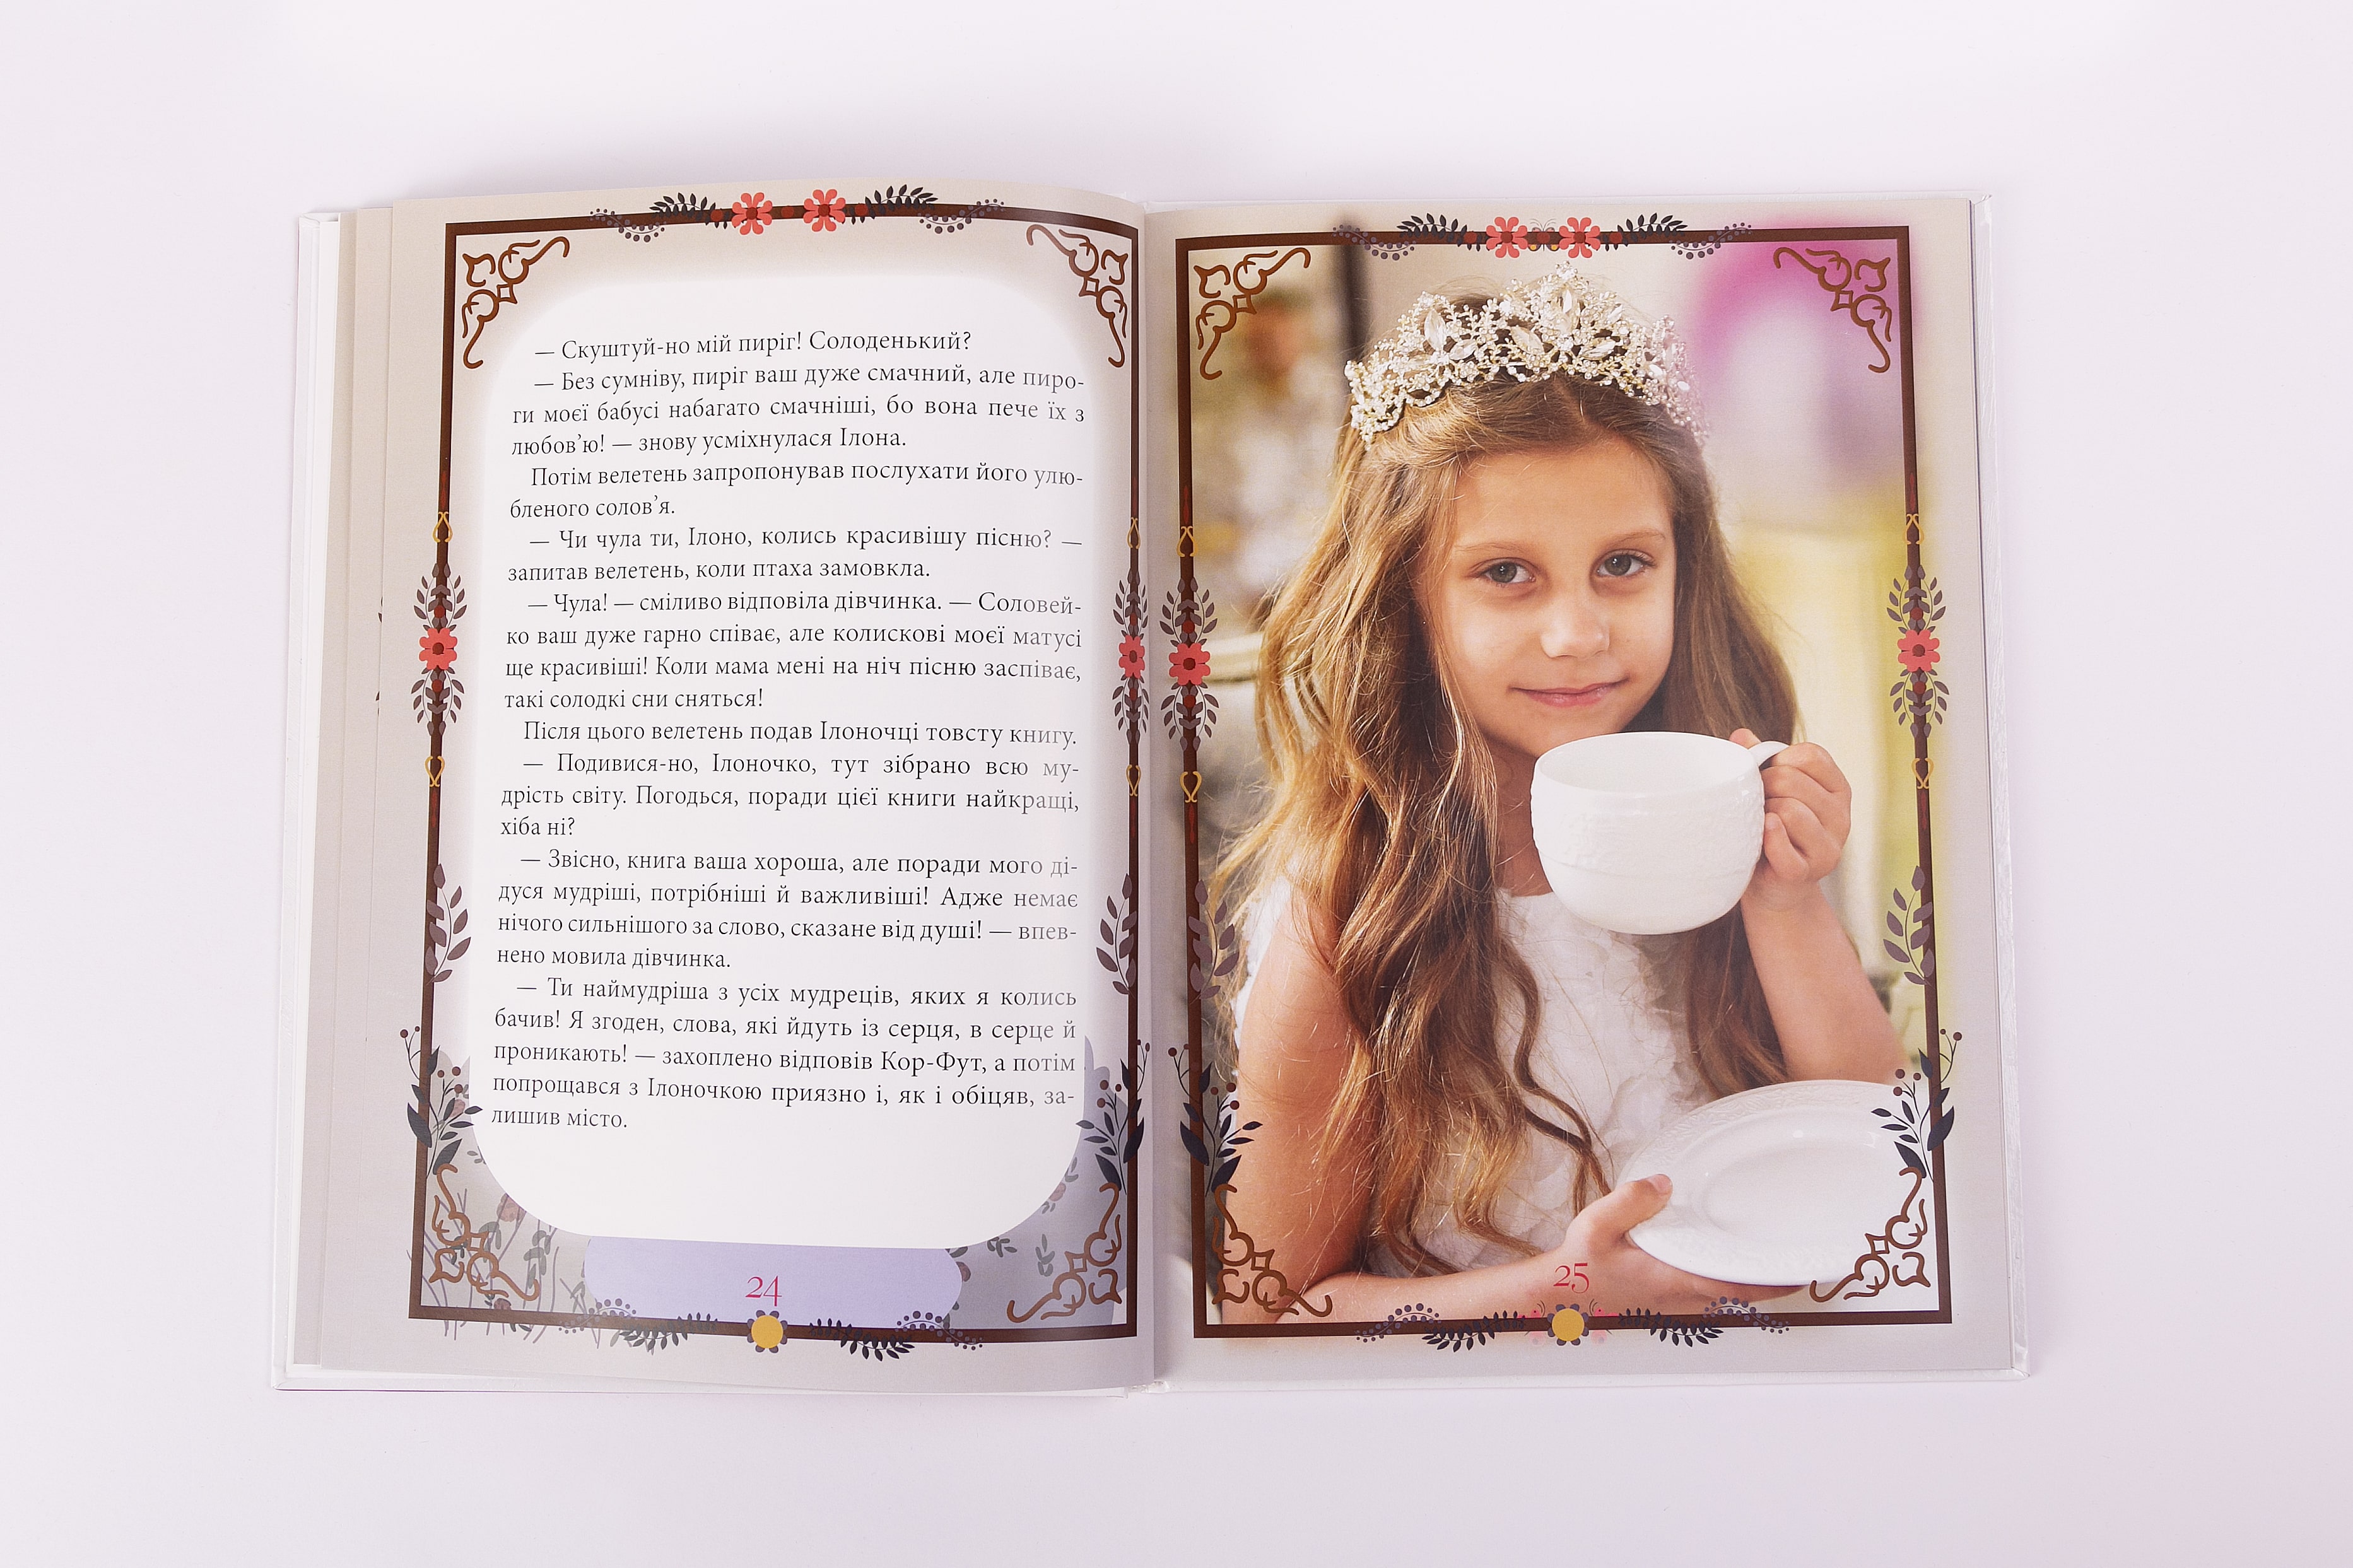 — Скуштуй-но мій пиріг! Солоденький?
— Без сумніву, пиріг ваш дуже смачний, але пиро-
ги моєї бабусі набагато смачніші, бо вона пече їх з
любов’ю! — знову усміхнулася Ілона.
Потім велетень запропонував послухати його улю-
бленого солов’я.
— Чи чула ти, Ілоно, колись красивішу пісню? —
запитав велетень, коли птаха замовкла.
— Чула! — сміливо відповіла дівчинка. — Соловей-
ко ваш дуже гарно співає, але колискові моєї матусі
ще красивіші! Коли мама мені на ніч пісню заспіває,
такі солодкі сни сняться!
Після цього велетень подав Ілоночці товсту книгу.
— Подивися-но, Ілоночко, тут зібрано всю му-
дрість світу. Погодься, поради цієї книги найкращі,
хіба ні?
— Звісно, книга ваша хороша, але поради мого ді-
дуся мудріші, потрібніші й важливіші! Адже немає
нічого сильнішого за слово, сказане від душі! — впев-
нено мовила дівчинка.
— Ти наймудріша з усіх мудреців, яких я колись
бачив! Я згоден, слова, які йдуть із серця, в серце й
проникають! — захоплено відповів Кор-Фут, а потім
попрощався з Ілоночкою приязно і, як і обіцяв, за-
лишив місто.
24
25